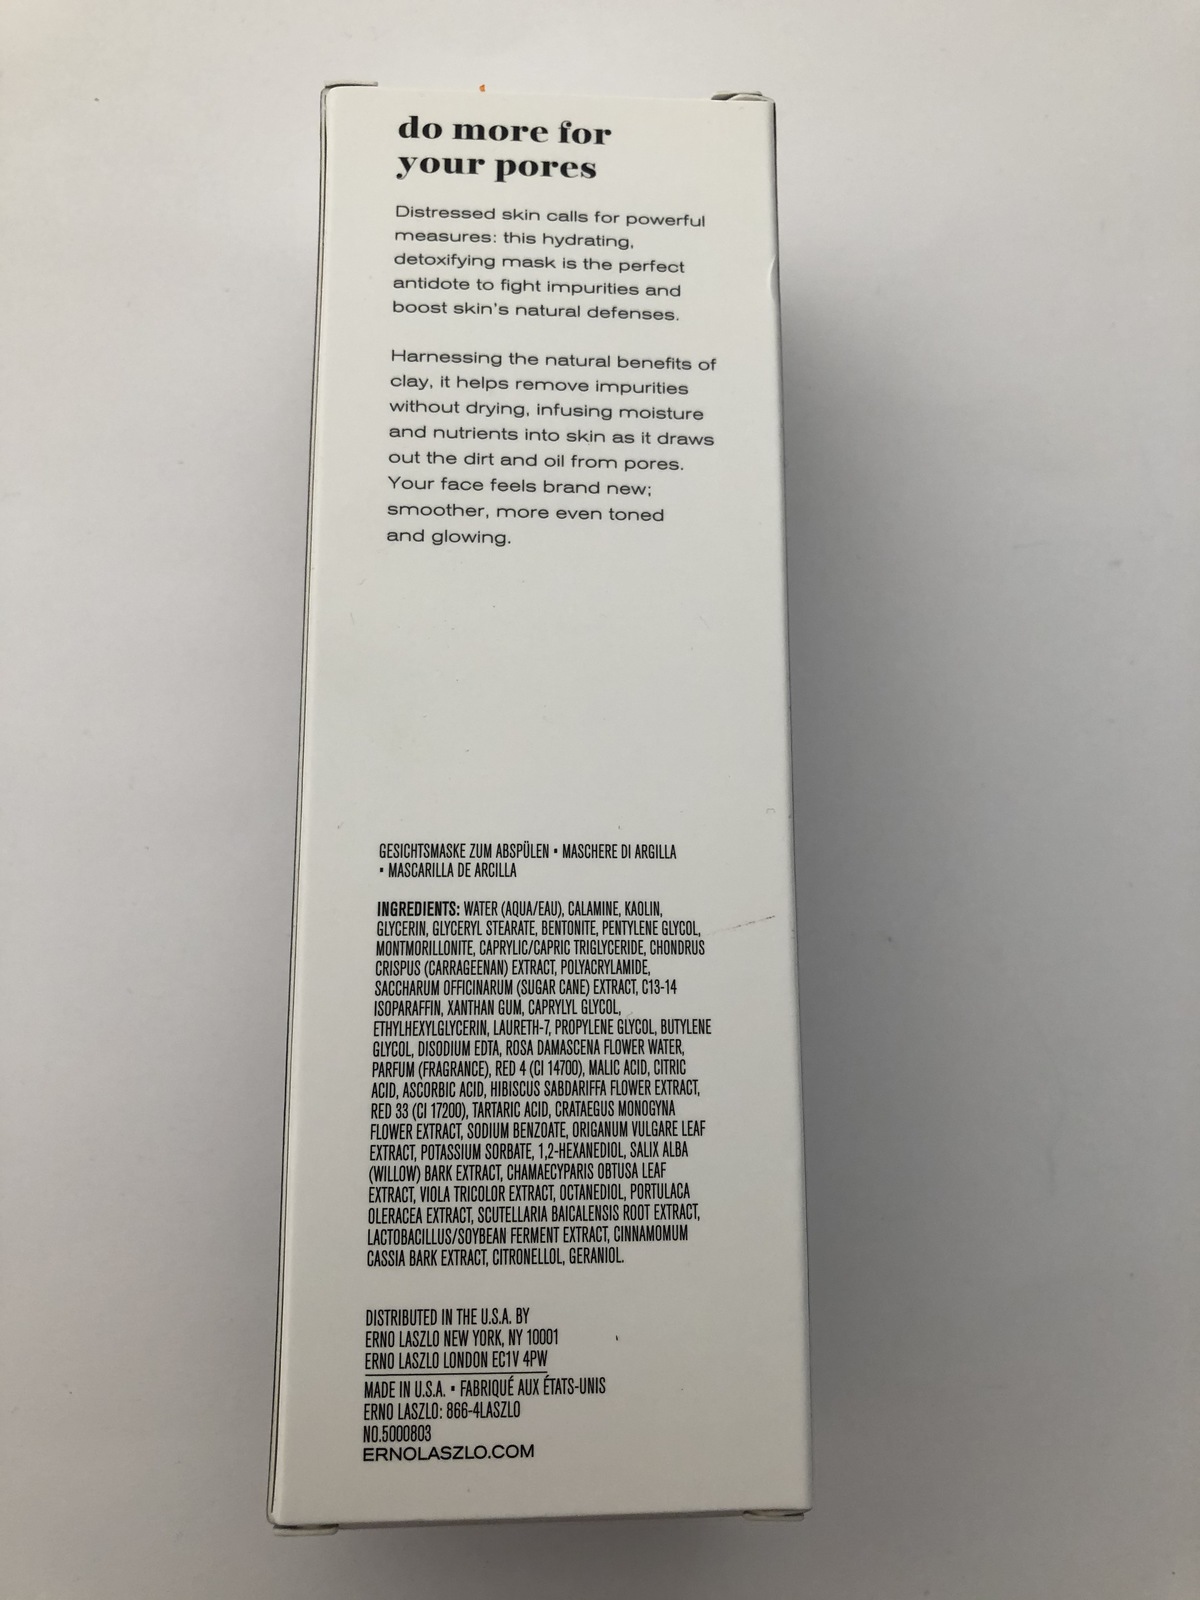 do more for
your pores
Distressed skin calls for powerful
measures: this hydrating,
detoxifying mask is the perfect
antidote to fight impurities and
boost skin's natural defenses.
Harnessing the natural benefits of
clay, it helps remove impurities
without drying, infusing moisture
and nutrients into skin as it draws
out the dirt and oil from pores.
Your face feels brand new;
smoother, more even toned
and glowing.
GESICHTSMASKE ZUM ABSPÜLEN ▪ MASCHERE DI ARGILLA
▪ MASCARILLA DE ARCILLA
INGREDIENTS: WATER (AQUA/EAU), CALAMINE, KAOLIN,
GLYCERIN, GLYCERYL STEARATE, BENTONITE, PENTYLENE GLYCOL,
MONTMORILLONITE, CAPRYLIC/CAPRIC TRIGLYCERIDE, CHONDRUS
CRISPUS (CARRAGEENAN) EXTRACT, POLYACRYLAMIDE,
SACCHARUM OFFICINARUM (SUGAR CANE) EXTRACT, C13-14
ISOPARAFFIN, XANTHAN GUM, CAPRYLYL GLYCOL,
ETHYLHEXYLGLYCERIN, LAURETH-7, PROPYLENE GLYCOL, BUTYLENE
GLYCOL, DISODIUM EDTA, ROSA DAMASCENA FLOWER WATER,
PARFUM (FRAGRANCE), RED 4 (CI 14700), MALIC ACID, CITRIC
ACID, ASCORBIC ACID, HIBISCUS SABDARIFFA FLOWER EXTRACT,
RED 33 (CI 17200), TARTARIC ACID, CRATAEGUS MONOGYNA
FLOWER EXTRACT, SODIUM BENZOATE, ORIGANUM VULGARE LEAF
EXTRACT, POTASSIUM SORBATE, 1,2-HEXANEDIOL, SALIX ALBA
(WILLOW) BARK EXTRACT, CHAMAECYPARIS OBTUSA LEAF
EXTRACT, VIOLA TRICOLOR EXTRACT, OCTANEDIOL, PORTULACA
OLERACEA EXTRACT, SCUTELLARIA BAICALENSIS ROOT EXTRACT,
LACTOBACILLUS/SOYBEAN FERMENT EXTRACT, CINNAMOMUM
CASSIA BARK EXTRACT, CITRONELLOL, GERANIOL.
DISTRIBUTED IN THE U.S.A. BY
ERNO LASZLO NEW YORK, NY 10001
ERNO LASZLO LONDON EC1V 4PW
MADE IN U.S.A. ▪ FABRIQUÉ AUX ÉTATS-UNIS
ERNO LASZLO: 866-4LASZLO
NO.5000803
ERNOLASZLO.COM